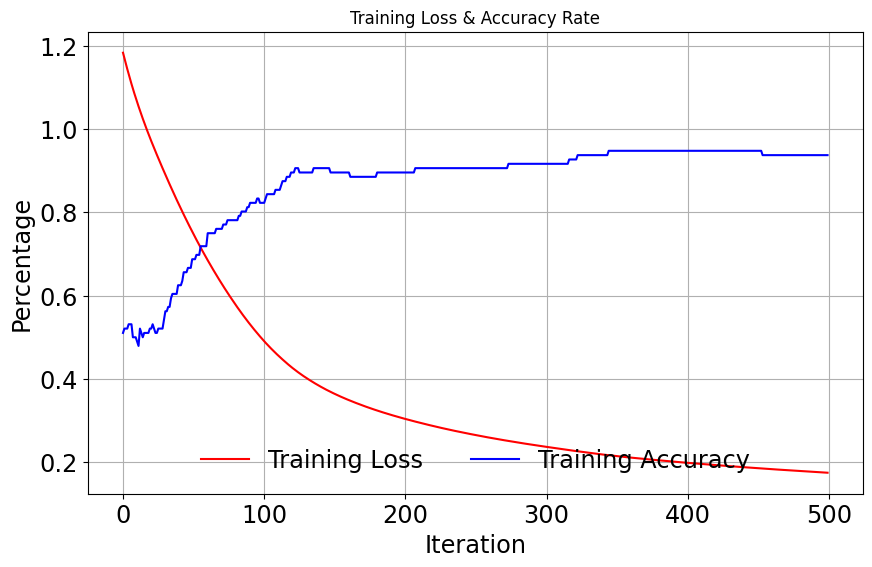 Training Loss & Accuracy Rate
1.2
1.0
0.8
0.6
0.4
0.2
Percentage
Training Loss
Training Accuracy
0 100 200 300 400 500
Iteration